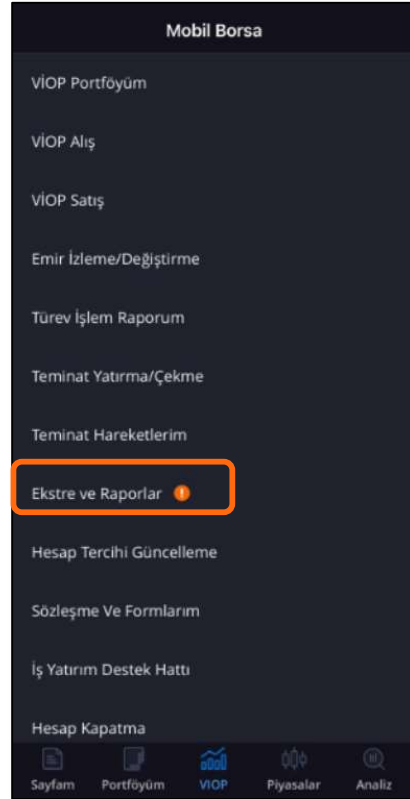 Mobil Borsa
VİOP Portföyüm
VİOP Alış
VİOP Satış
Emir İzleme/Değiştirme
Türev İşlem Raporum
Teminat Yatırma/Çekme
Teminat Hareketlerim
Ekstre ve Raporlar !
Hesap Tercihi Güncelleme
Sözleşme Ve Formlarım
İş Yatırım Destek Hattı
Hesap Kapatma
Sayfam Portföyüm VIOP Piyasalar Analiz